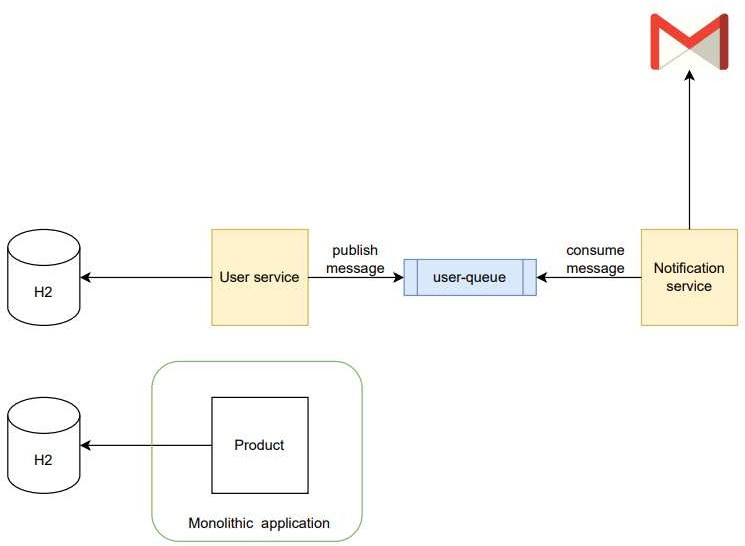 publish
message
consume
message
H2
User service
user-queue
Notification
service
H2
Product
Monolithic application